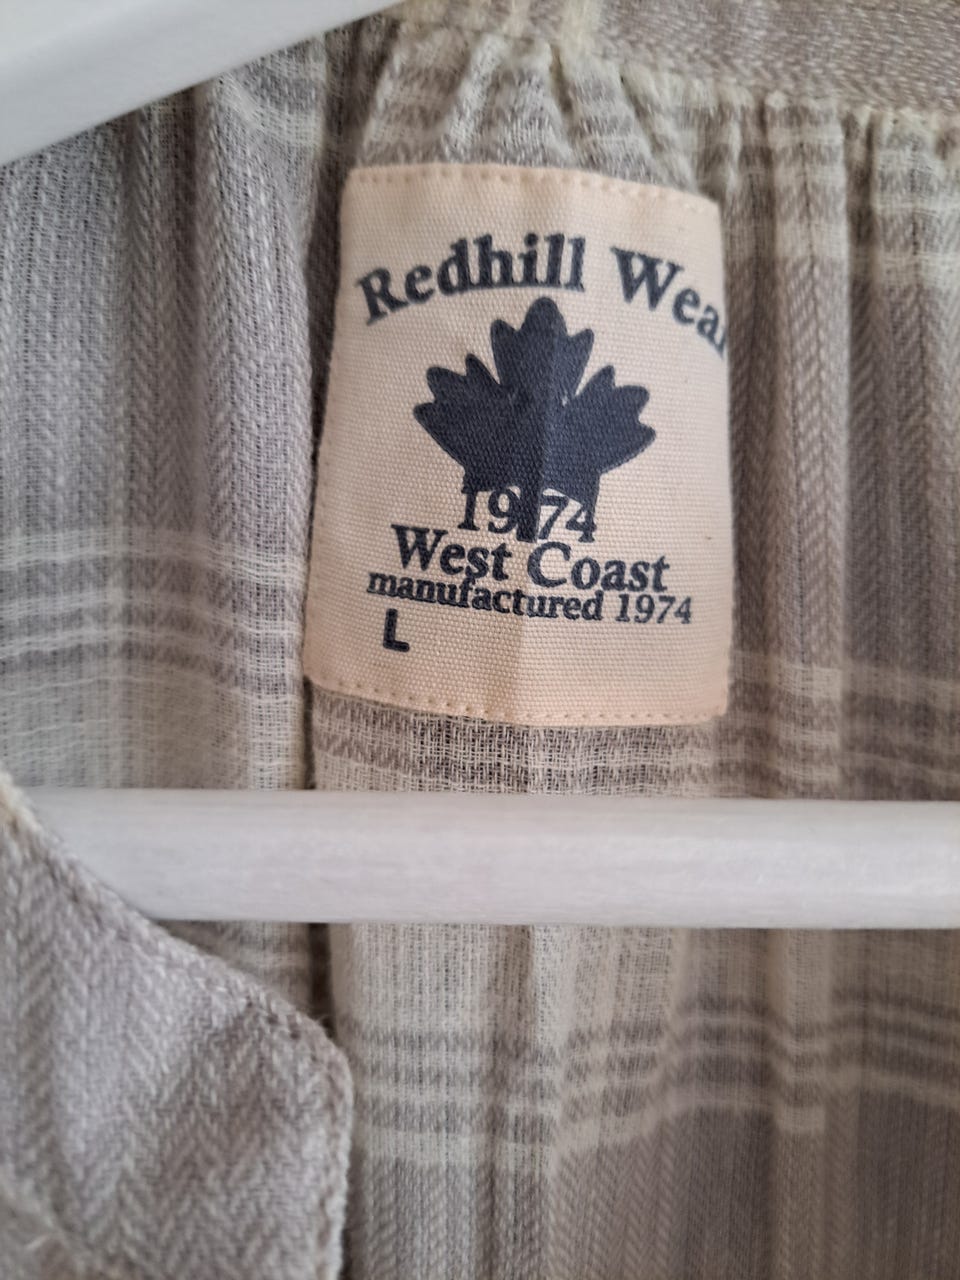 Redhill Wear
1974
West Coast
manufactured 1974
L